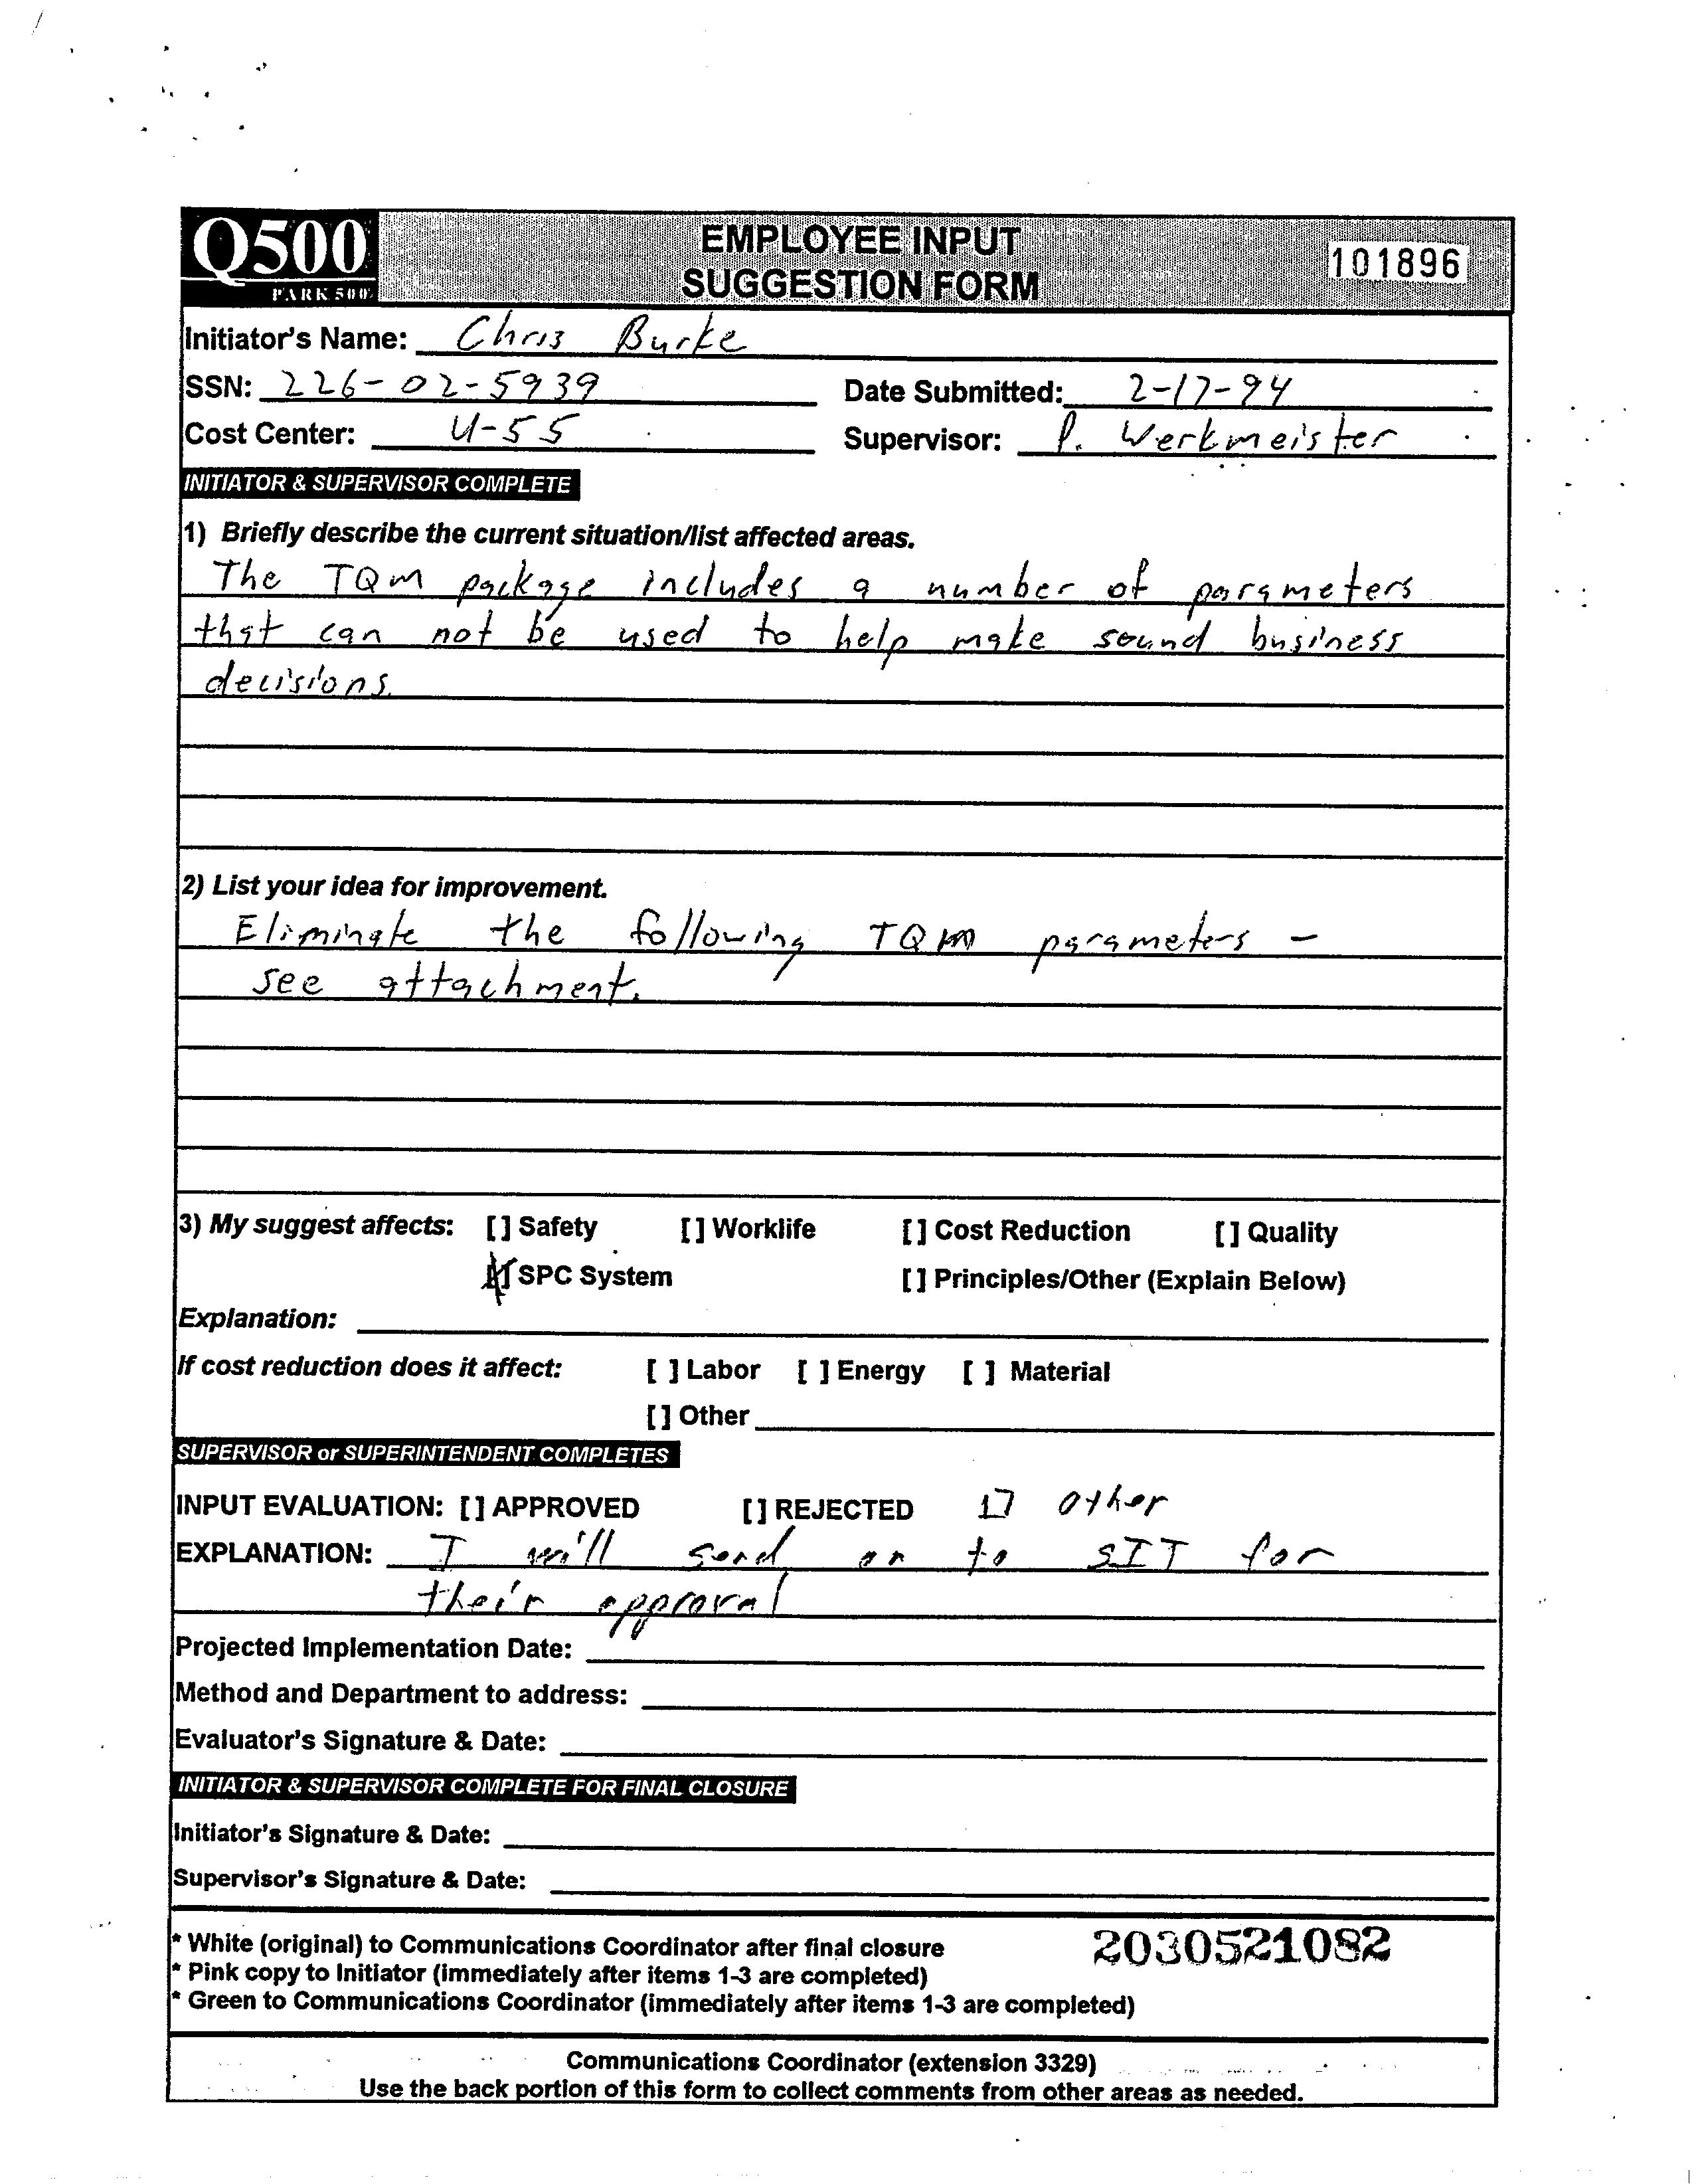 Q500
PARK 500
EMPLOYEE INPUT
SUGGESTION FORM
101896
Initiator's Name: Chris Burke
SSN: 226-02-5939 Date Submitted: 2-17-94
Cost Center: U-55 Supervisor: P. Werkmeister
INITIATOR & SUPERVISOR COMPLETE
1) Briefly describe the current situation/list affected areas.
The TQM package includes a number of parameters
that can not be used to help make sound business
decisions.
2) List your idea for improvement.
Eliminate the following TQM parameters -
see attachment.
3) My suggest affects: [ ] Safety [ ] Worklife [ ] Cost Reduction [ ] Quality
[X] SPC System [ ] Principles/Other (Explain Below)
Explanation:
If cost reduction does it affect: [ ] Labor [ ] Energy [ ] Material
[ ] Other
SUPERVISOR or SUPERINTENDENT COMPLETES
INPUT EVALUATION: [ ] APPROVED [ ] REJECTED [ ] Other
EXPLANATION: I will send on to SIT for
their approval
Projected Implementation Date:
Method and Department to address:
Evaluator's Signature & Date:
INITIATOR & SUPERVISOR COMPLETE FOR FINAL CLOSURE
Initiator's Signature & Date:
Supervisor's Signature & Date:
* White (original) to Communications Coordinator after final closure
* Pink copy to Initiator (immediately after items 1-3 are completed)
* Green to Communications Coordinator (immediately after items 1-3 are completed)
2030521082
Communications Coordinator (extension 3329)
Use the back portion of this form to collect comments from other areas as needed.